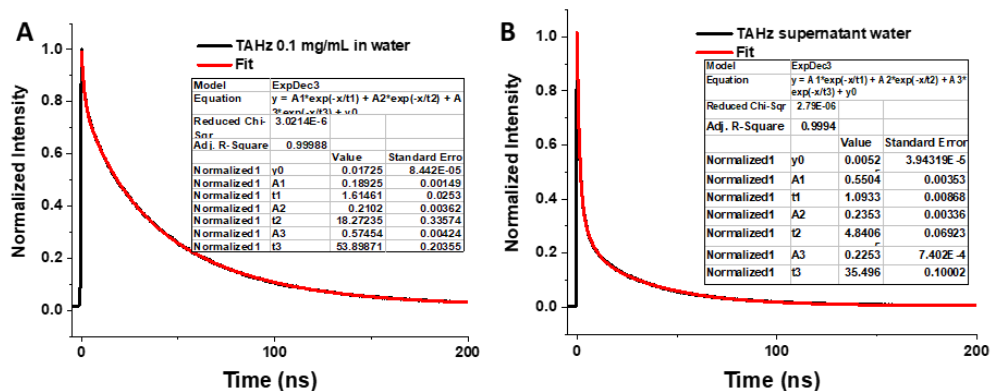 A
TAHz 0.1 mg/mL in water
Fit
Model ExpDec3
Equation y = A1*exp(-x/t1) + A2*exp(-x/t2) + A
3*exp(-x/t3) + y0
Reduced Chi-Sqr 3.0214E-6
Adj. R-Square 0.99988
Value Standard Erro
Normalized1 y0 0.01725 8.442E-05
Normalized1 A1 0.18925 0.00149
Normalized1 t1 1.61461 0.0253
Normalized1 A2 0.2102 0.00362
Normalized1 t2 18.27235 0.33574
Normalized1 A3 0.57454 0.00424
Normalized1 t3 53.89871 0.20355
Normalized Intensity
1.0
0.8
0.6
0.4
0.2
0.0
0 100 200
Time (ns)
B
TAHz supernatant water
Fit
Model ExpDec3
Equation y = A1*exp(-x/t1) + A2*exp(-x/t2) + A3*
exp(-x/t3) + y0
Reduced Chi-Sqr 2.79E-06
Adj. R-Square 0.9994
Value Standard Error
Normalized1 y0 0.0052 3.94319E-5
Normalized1 A1 0.5504 0.00353
Normalized1 t1 1.0933 0.00868
Normalized1 A2 0.2353 0.00336
Normalized1 t2 4.8406 0.06923
Normalized1 A3 0.2253 7.402E-4
Normalized1 t3 35.496 0.10002
Normalized Intensity
1.0
0.8
0.6
0.4
0.2
0.0
0 100 200
Time (ns)